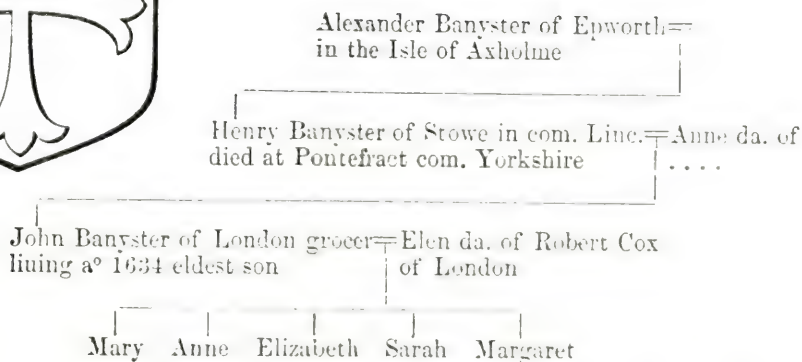 Alexander Banyster of Epworth=
in the Isle of Axholme
Henry Banyster of Stowe in com. Linc.=Anne da. of
died at Pontefract com. Yorkshire ....
John Banyster of London grocer=Elen da. of Robert Cox
liuing aº 1634 eldest son of London
Mary Anne Elizabeth Sarah Margaret